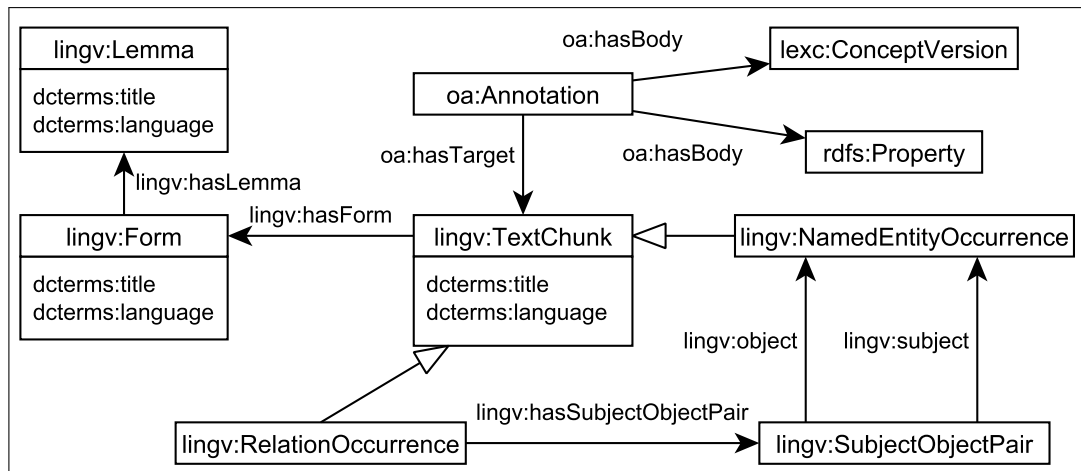 lingv:Lemma
dcterms:title
dcterms:language
oa:hasBody
lexc:ConceptVersion
oa:Annotation
oa:hasTarget
oa:hasBody
rdfs:Property
lingv:hasLemma
lingv:hasForm
lingv:Form
dcterms:title
dcterms:language
lingv:TextChunk
dcterms:title
dcterms:language
lingv:NamedEntityOccurrence
lingv:object
lingv:subject
lingv:hasSubjectObjectPair
lingv:RelationOccurrence
lingv:SubjectObjectPair